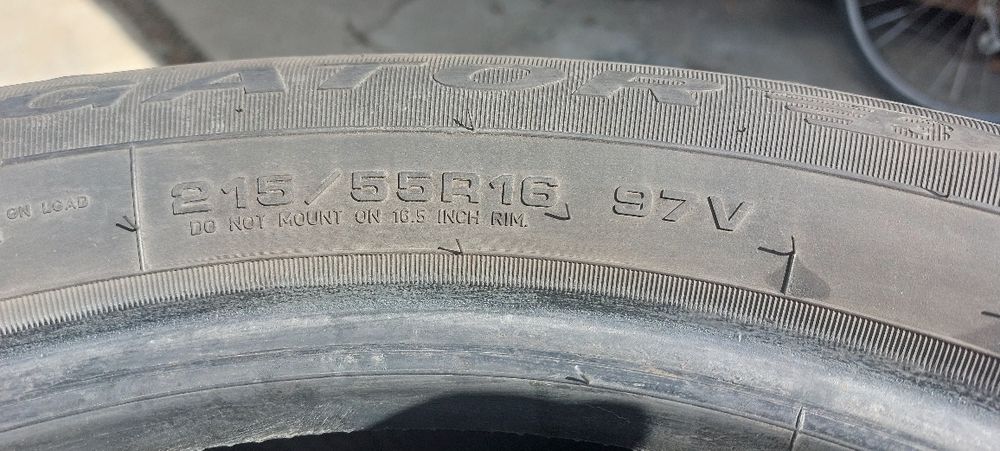 GATOR
ON LOAD
215/55R16 97V
DO NOT MOUNT ON 16.5 INCH RIM.